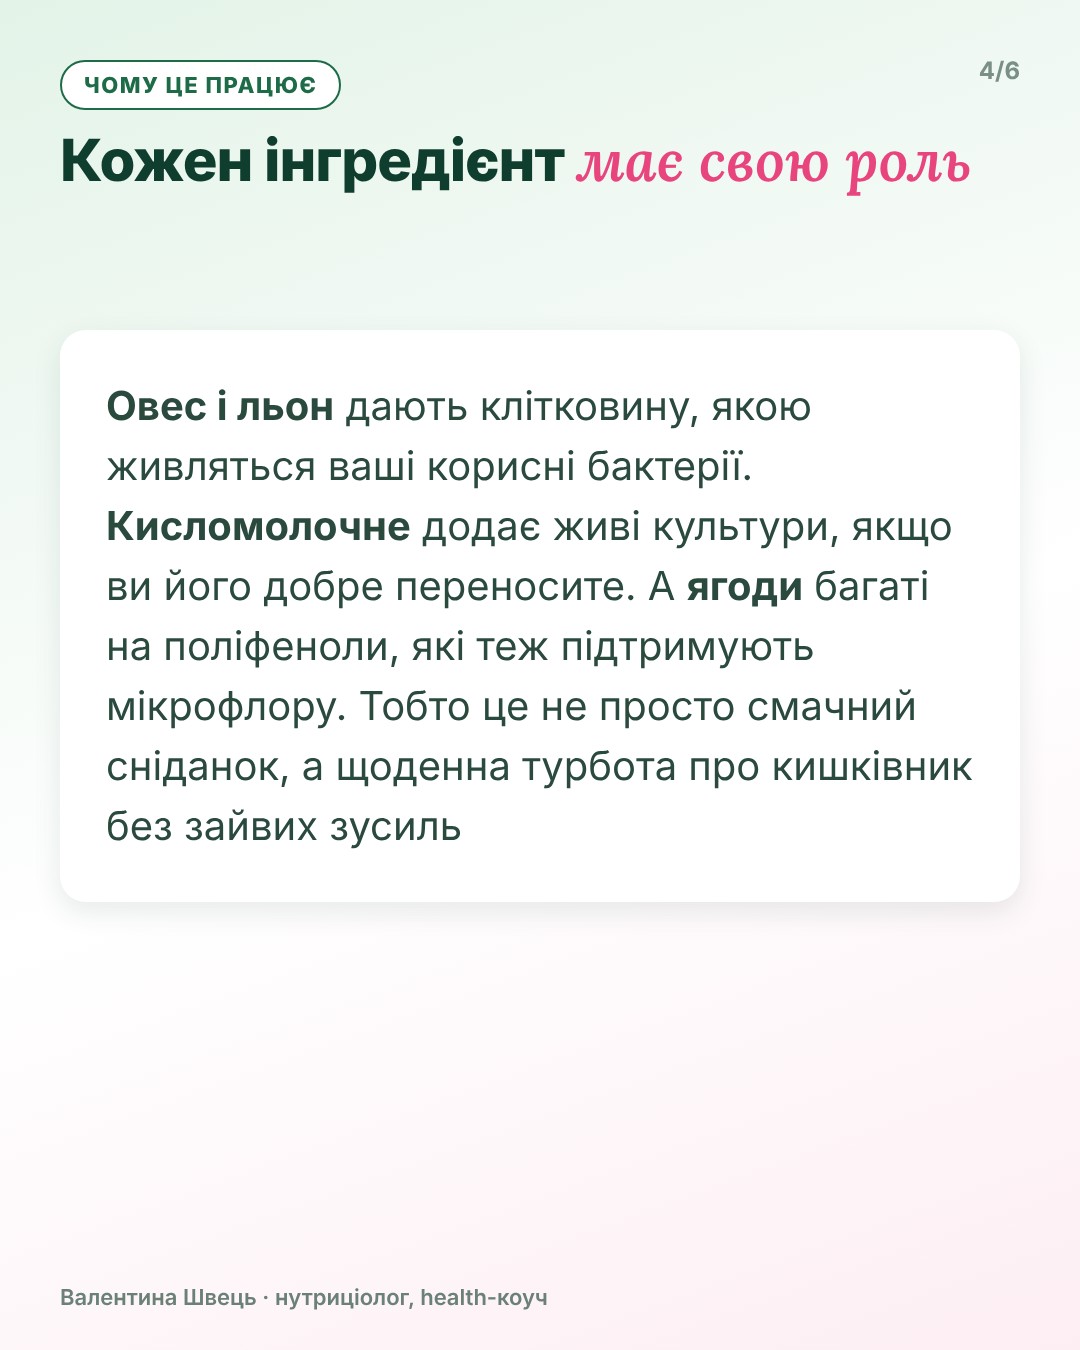 ЧОМУ ЦЕ ПРАЦЮЄ
4/6
Кожен інгредієнт має свою роль
Овес і льон дають клітковину, якою
живляться ваші корисні бактерії.
Кисломолочне додає живі культури, якщо
ви його добре переносите. А ягоди багаті
на поліфеноли, які теж підтримують
мікрофлору. Тобто це не просто смачний
сніданок, а щоденна турбота про кишківник
без зайвих зусиль
Валентина Швець · нутриціолог, health-коуч